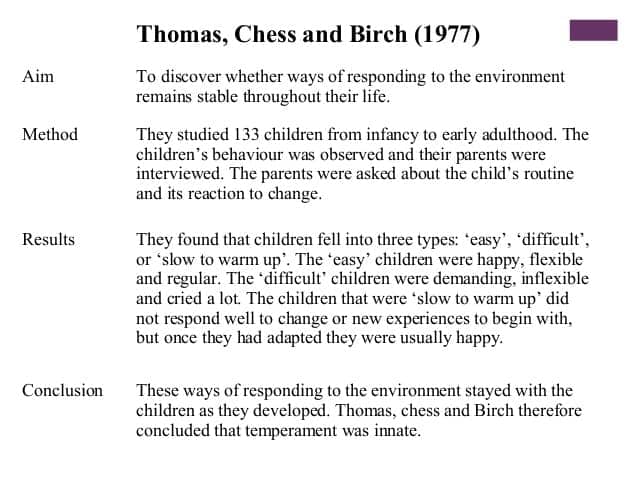 Thomas, Chess and Birch (1977)
Aim
To discover whether ways of responding to the environment
remains stable throughout their life.
Method
They studied 133 children from infancy to early adulthood. The
children’s behaviour was observed and their parents were
interviewed. The parents were asked about the child’s routine
and its reaction to change.
Results
They found that children fell into three types: ‘easy’, ‘difficult’,
or ‘slow to warm up’. The ‘easy’ children were happy, flexible
and regular. The ‘difficult’ children were demanding, inflexible
and cried a lot. The children that were ‘slow to warm up’ did
not respond well to change or new experiences to begin with,
but once they had adapted they were usually happy.
Conclusion
These ways of responding to the environment stayed with the
children as they developed. Thomas, chess and Birch therefore
concluded that temperament was innate.